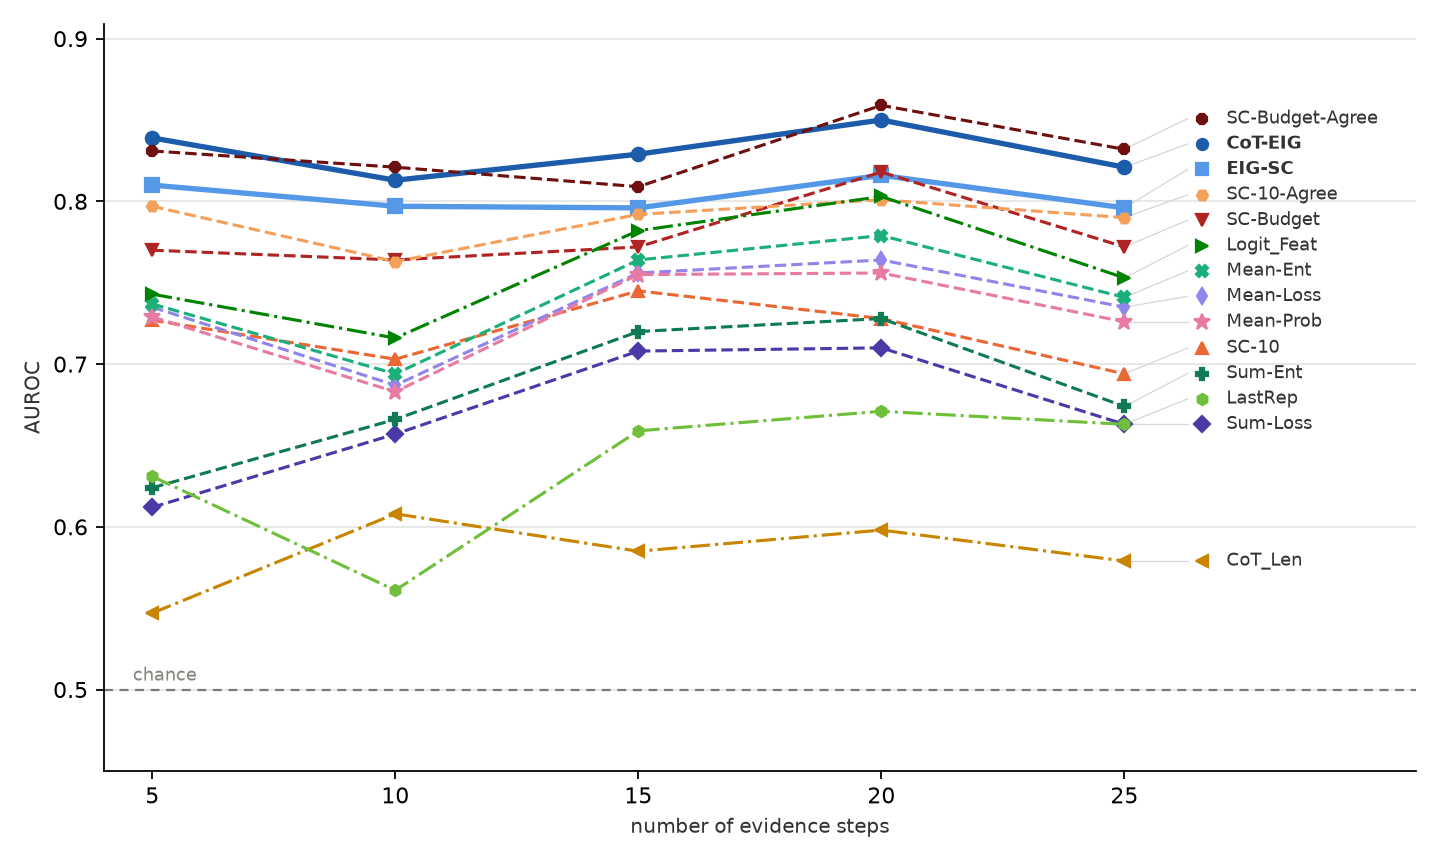 0.9
0.8
0.7
0.6
0.5
AUROC
chance
5
10
15
20
25
number of evidence steps
SC-Budget-Agree
CoT-EIG
EIG-SC
SC-10-Agree
SC-Budget
Logit_Feat
Mean-Ent
Mean-Loss
Mean-Prob
SC-10
Sum-Ent
LastRep
Sum-Loss
CoT_Len